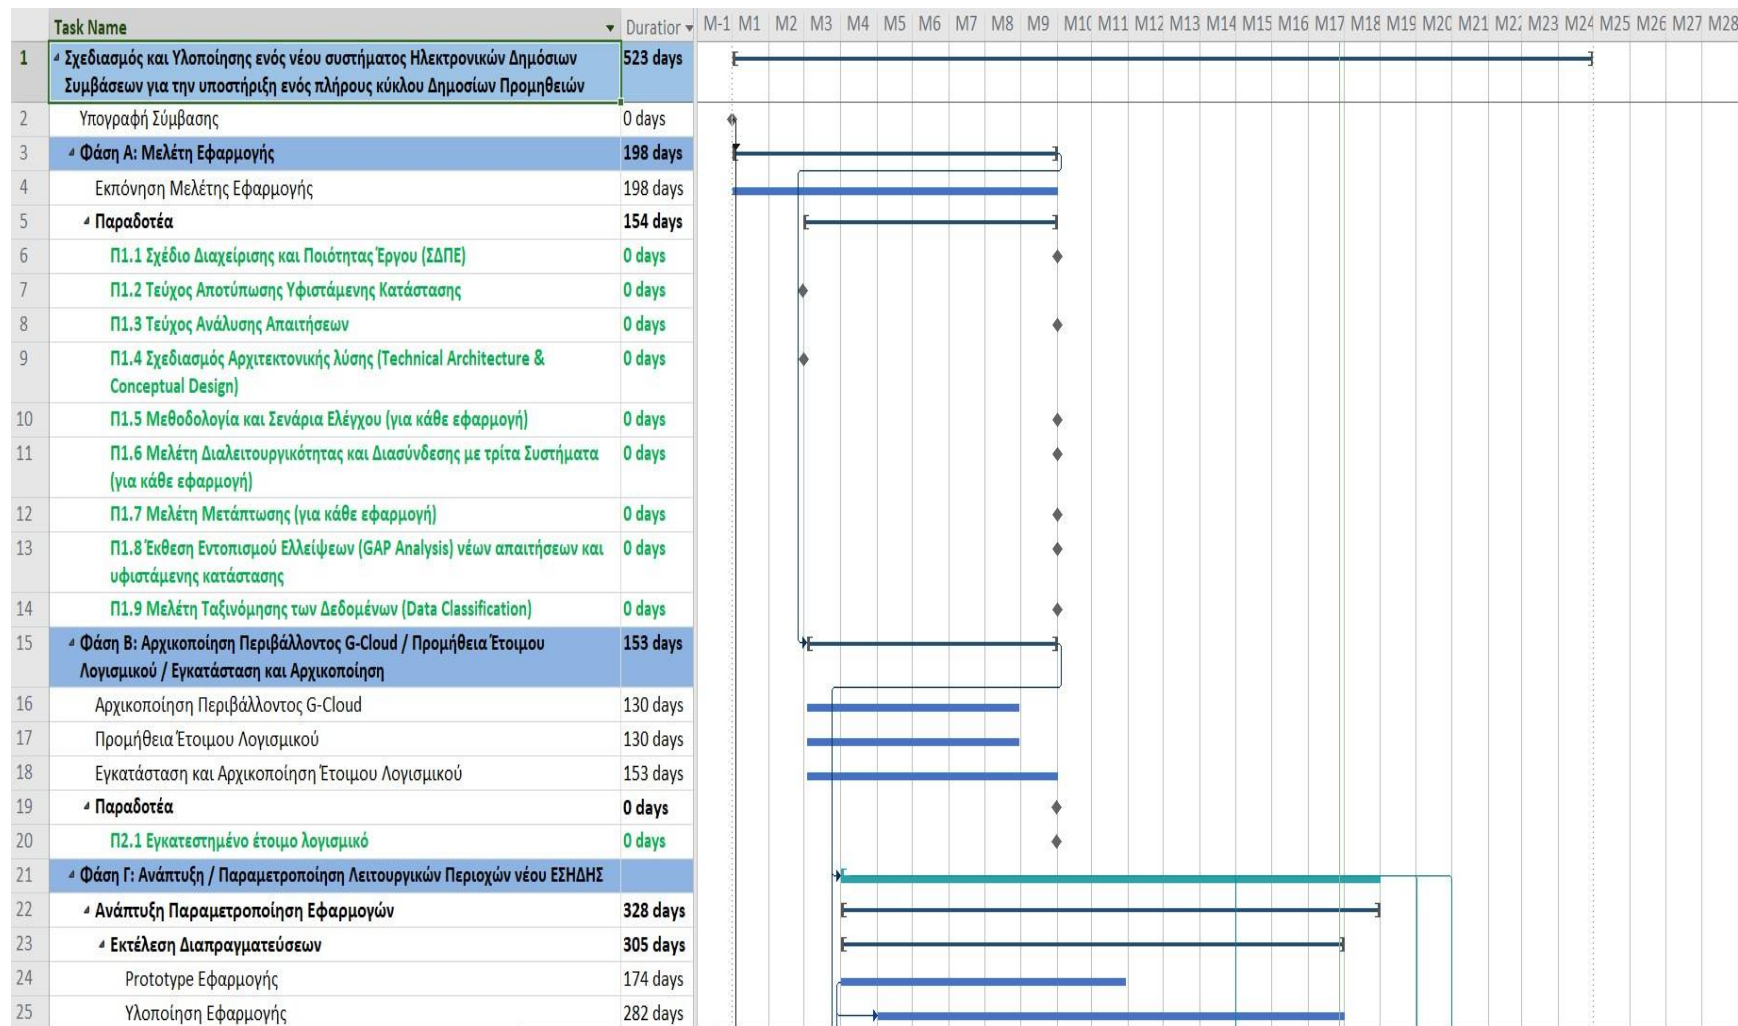 Task Name Duration M-1 M1 M2 M3 M4 M5 M6 M7 M8 M9 M10 M11 M12 M13 M14 M15 M16 M17 M18 M19 M20 M21 M22 M23 M24 M25 M26 M27 M28
1 Σχεδιασμός και Υλοποίησης ενός νέου συστήματος Ηλεκτρονικών Δημόσιων 523 days
Συμβάσεων για την υποστήριξη ενός πλήρους κύκλου Δημοσίων Προμηθειών
2 Υπογραφή Σύμβασης 0 days
3 Φάση Α: Μελέτη Εφαρμογής 198 days
4 Εκπόνηση Μελέτης Εφαρμογής 198 days
5 Παραδοτέα 154 days
6 Π1.1 Σχέδιο Διαχείρισης και Ποιότητας Έργου (ΣΔΠΕ) 0 days
7 Π1.2 Τεύχος Αποτύπωσης Υφιστάμενης Κατάστασης 0 days
8 Π1.3 Τεύχος Ανάλυσης Απαιτήσεων 0 days
9 Π1.4 Σχεδιασμός Αρχιτεκτονικής λύσης (Technical Architecture & 0 days
Conceptual Design)
10 Π1.5 Μεθοδολογία και Σενάρια Ελέγχου (για κάθε εφαρμογή) 0 days
11 Π1.6 Μελέτη Διαλειτουργικότητας και Διασύνδεσης με τρίτα Συστήματα 0 days
(για κάθε εφαρμογή)
12 Π1.7 Μελέτη Μετάπτωσης (για κάθε εφαρμογή) 0 days
13 Π1.8 Έκθεση Εντοπισμού Ελλείψεων (GAP Analysis) νέων απαιτήσεων και 0 days
υφιστάμενης κατάστασης
14 Π1.9 Μελέτη Ταξινόμησης των Δεδομένων (Data Classification) 0 days
15 Φάση Β: Αρχικοποίηση Περιβάλλοντος G-Cloud / Προμήθεια Έτοιμου 153 days
Λογισμικού / Εγκατάσταση και Αρχικοποίηση
16 Αρχικοποίηση Περιβάλλοντος G-Cloud 130 days
17 Προμήθεια Έτοιμου Λογισμικού 130 days
18 Εγκατάσταση και Αρχικοποίηση Έτοιμου Λογισμικού 153 days
19 Παραδοτέα 0 days
20 Π2.1 Εγκατεστημένο έτοιμο λογισμικό 0 days
21 Φάση Γ: Ανάπτυξη / Παραμετροποίηση Λειτουργικών Περιοχών νέου ΕΣΗΔΗΣ
22 Ανάπτυξη Παραμετροποίηση Εφαρμογών 328 days
23 Εκτέλεση Διαπραγματεύσεων 305 days
24 Prototype Εφαρμογής 174 days
25 Υλοποίηση Εφαρμογής 282 days